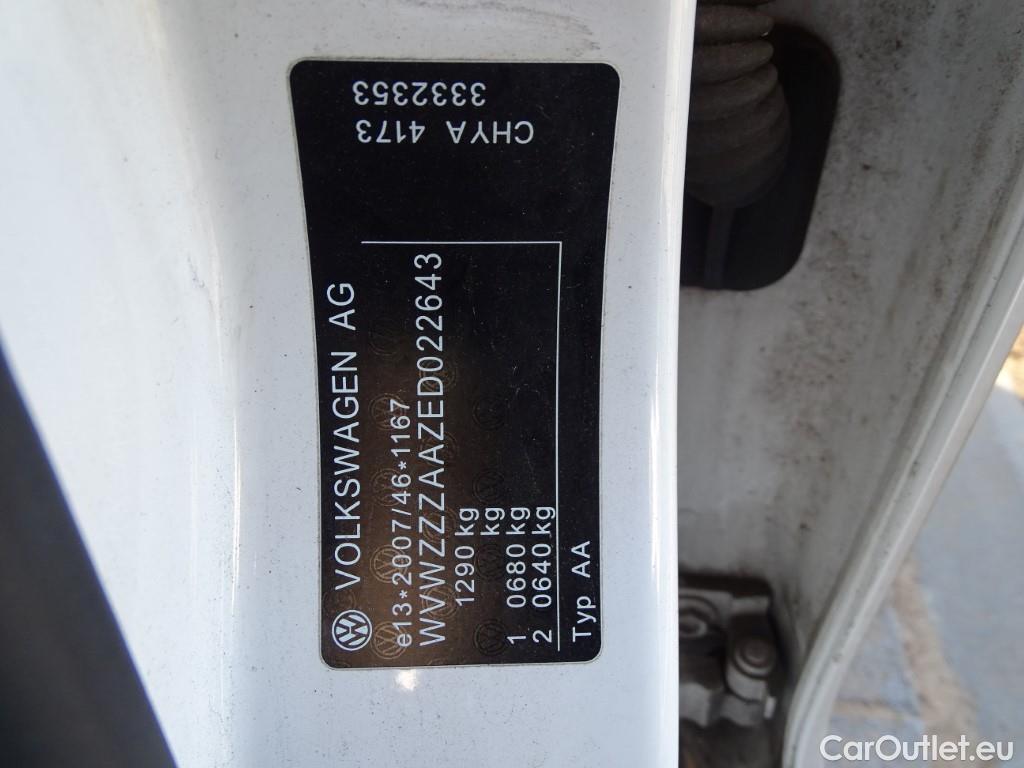 VOLKSWAGEN AG
e13*2007/46*1167
WVWZZZAAZED022643
1290 kg
kg
1 0680 kg
2 0640 kg
Typ AA
CHYA 4173
3332353
CarOutlet.eu